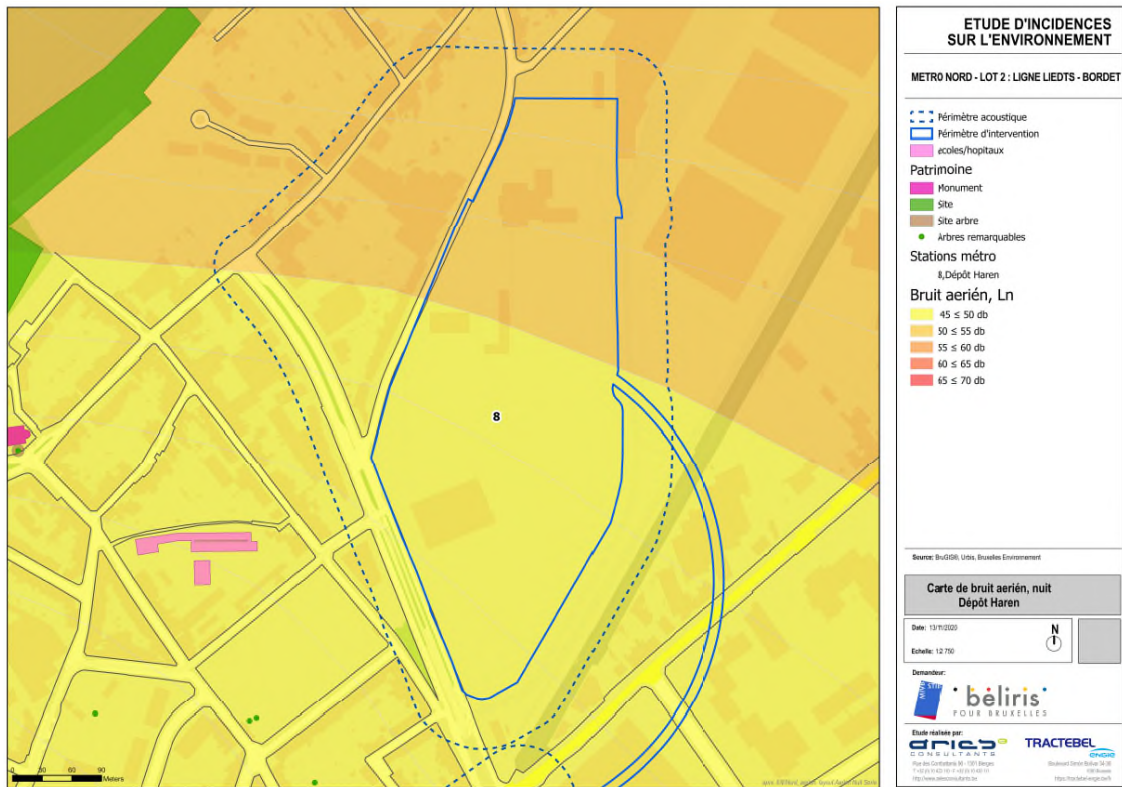 8
0 30 60 90
Meters
ETUDE D'INCIDENCES
SUR L'ENVIRONNEMENT
METRO NORD - LOT 2 : LIGNE LIEDTS - BORDET
Périmètre acoustique
Périmètre d'intervention
écoles/hopitaux
Patrimoine
Monument
Site
Site arbre
Arbres remarquables
Stations métro
8,Dépôt Haren
Bruit aerién, Ln
45 ≤ 50 db
50 ≤ 55 db
55 ≤ 60 db
60 ≤ 65 db
65 ≤ 70 db
Source: BruGIS®, Urbis, Bruxelles Environnement
Carte de bruit aerién, nuit
Dépôt Haren
Date: 13/11/2020
N
Echelle: 1:2 750
Demandeur:
beliris
POUR BRUXELLES
Etude réalisée par:
aries
CONSULTANTS
TRACTEBEL
ENGIE